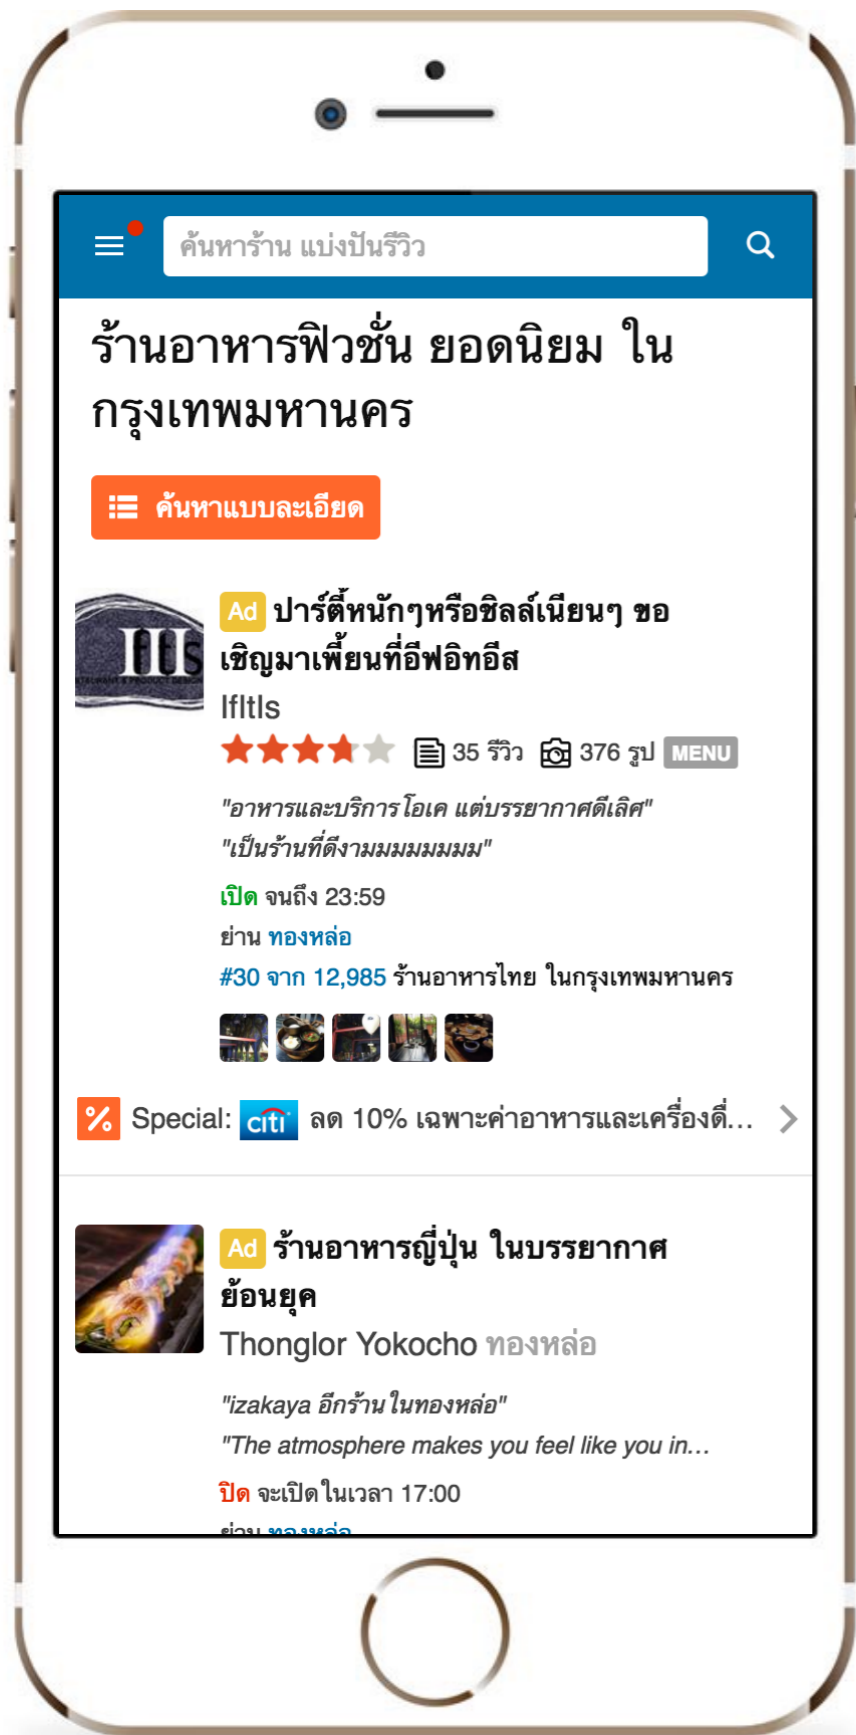 ค้นหาร้าน แบ่งปันรีวิว
ร้านอาหารฟิวชั่น ยอดนิยม ใน
กรุงเทพมหานคร
ค้นหาแบบละเอียด
Ad ปาร์ตี้หนักๆหรือชิลล์เนียนๆ ขอ
เชิญมาเพี้ยนที่อีฟอิทอีส
IfItIs
35 รีวิว 376 รูป MENU
"อาหารและบริการโอเค แต่บรรยากาศดีเลิศ"
"เป็นร้านที่ดีงามมมมมมมม"
เปิด จนถึง 23:59
ย่าน ทองหล่อ
#30 จาก 12,985 ร้านอาหารไทย ในกรุงเทพมหานคร
% Special: citi ลด 10% เฉพาะค่าอาหารและเครื่องดื่...
Ad ร้านอาหารญี่ปุ่น ในบรรยากาศ
ย้อนยุค
Thonglor Yokocho ทองหล่อ
"izakaya อีกร้านในทองหล่อ"
"The atmosphere makes you feel like you in...
ปิด จะเปิดในเวลา 17:00
ย่าน ทองหล่อ